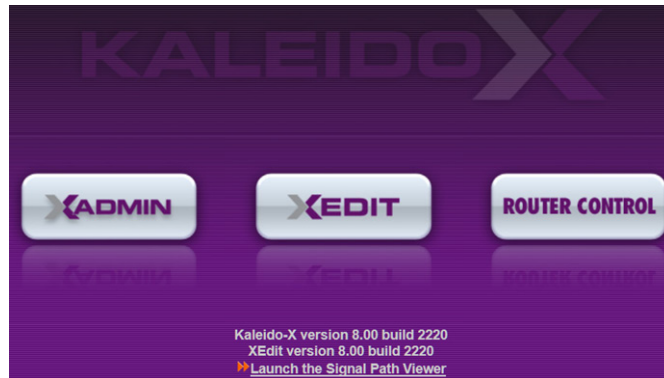 KALEIDO X
XADMIN
XEDIT
ROUTER CONTROL
Kaleido-X version 8.00 build 2220
XEdit version 8.00 build 2220
Launch the Signal Path Viewer